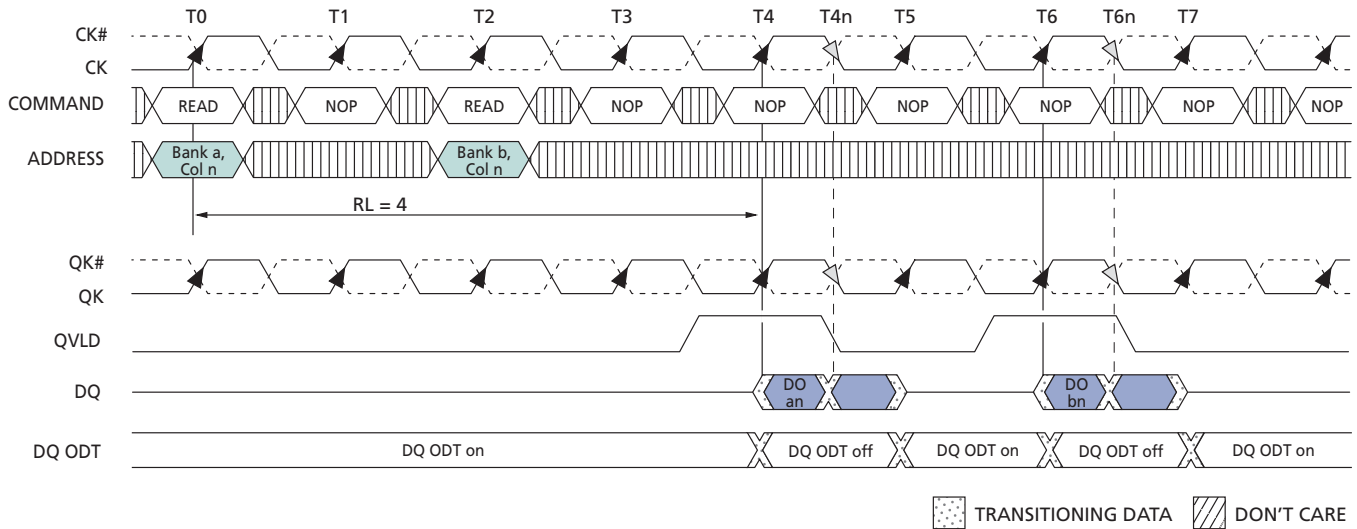 T0 T1 T2 T3 T4 T4n T5 T6 T6n T7
CK#
CK
COMMAND READ NOP READ NOP NOP NOP NOP NOP NOP
ADDRESS Bank a, Col n Bank b, Col n
RL = 4
QK#
QK
QVLD
DQ DO an DO bn
DQ ODT DQ ODT on DQ ODT off DQ ODT on DQ ODT off DQ ODT on
TRANSITIONING DATA DON'T CARE